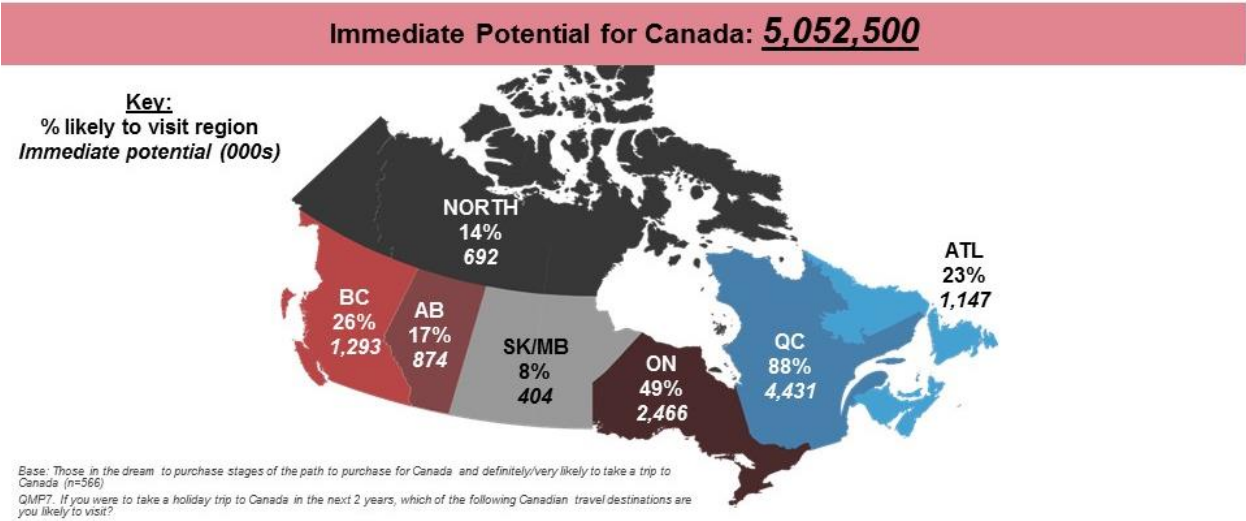 Immediate Potential for Canada: 5,052,500
Key:
% likely to visit region
Immediate potential (000s)
NORTH
14%
692
ATL
23%
1,147
BC
26%
1,293
AB
17%
874
SK/MB
8%
404
ON
49%
2,466
QC
88%
4,431
Base: Those in the dream to purchase stages of the path to purchase for Canada and definitely/very likely to take a trip to
Canada (n=566)
QMP7. If you were to take a holiday trip to Canada in the next 2 years, which of the following Canadian travel destinations are
you likely to visit?